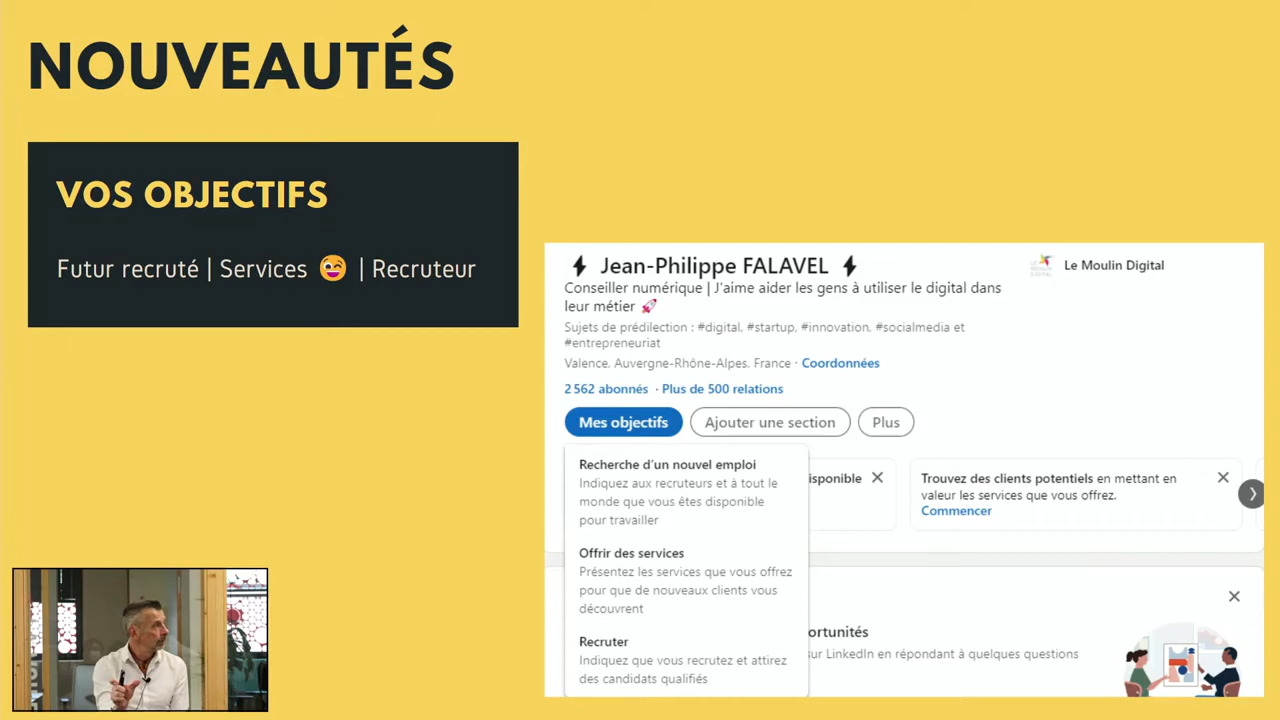 NOUVEAUTÉS
VOS OBJECTIFS
Futur recruté | Services 😄 | Recruteur
Jean-Philippe FALAVEL
Le Moulin Digital
Conseiller numérique | J'aime aider les gens à utiliser le digital dans
leur métier 🚀
Sujets de prédilection : #digital, #startup, #innovation, #socialmedia et
#entrepreneuriat
Valence, Auvergne-Rhône-Alpes, France · Coordonnées
2 562 abonnés · Plus de 500 relations
Mes objectifs
Ajouter une section
Plus
Recherche d'un nouvel emploi
Indiquez aux recruteurs et à tout le
monde que vous êtes disponible
pour travailler
Offrir des services
Présentez les services que vous offrez
pour que de nouveaux clients vous
découvrent
Recruter
Indiquez que vous recrutez et attirez
des candidats qualifiés
isponible
Trouvez des clients potentiels en mettant en
valeur les services que vous offrez.
Commencer
ortunités
sur LinkedIn en répondant à quelques questions